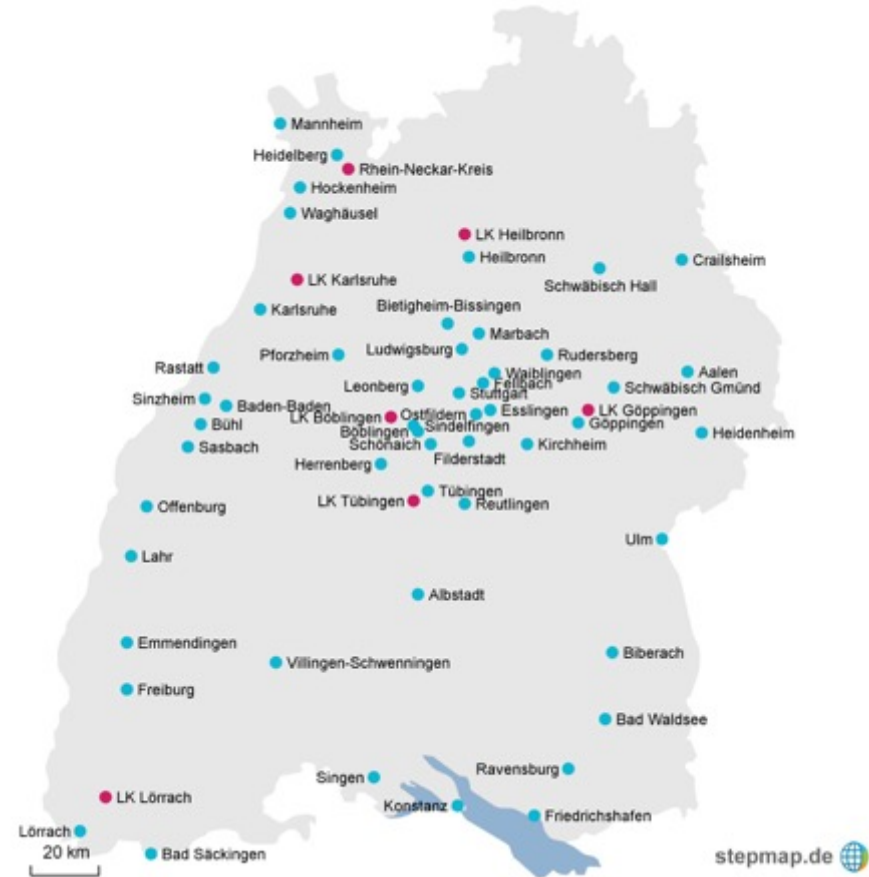 Mannheim
Heidelberg
Rhein-Neckar-Kreis
Hockenheim
Waghäusel
LK Heilbronn
Heilbronn
Crailsheim
Schwäbisch Hall
LK Karlsruhe
Karlsruhe
Bietigheim-Bissingen
Marbach
Ludwigsburg
Pforzheim
Rudersberg
Rastatt
Waiblingen
Aalen
Fellbach
Leonberg
Schwäbisch Gmünd
Stuttgart
Sinzheim
Baden-Baden
LK Böblingen
Ostfildern
Esslingen
LK Göppingen
Bühl
Sindelfingen
Göppingen
Böblingen
Heidenheim
Sasbach
Schönaich
Kirchheim
Filderstadt
Herrenberg
Tübingen
LK Tübingen
Reutlingen
Offenburg
Ulm
Lahr
Albstadt
Emmendingen
Biberach
Villingen-Schwenningen
Freiburg
Bad Waldsee
Ravensburg
Singen
LK Lörrach
Konstanz
Friedrichshafen
Lörrach
20 km
Bad Säckingen
stepmap.de